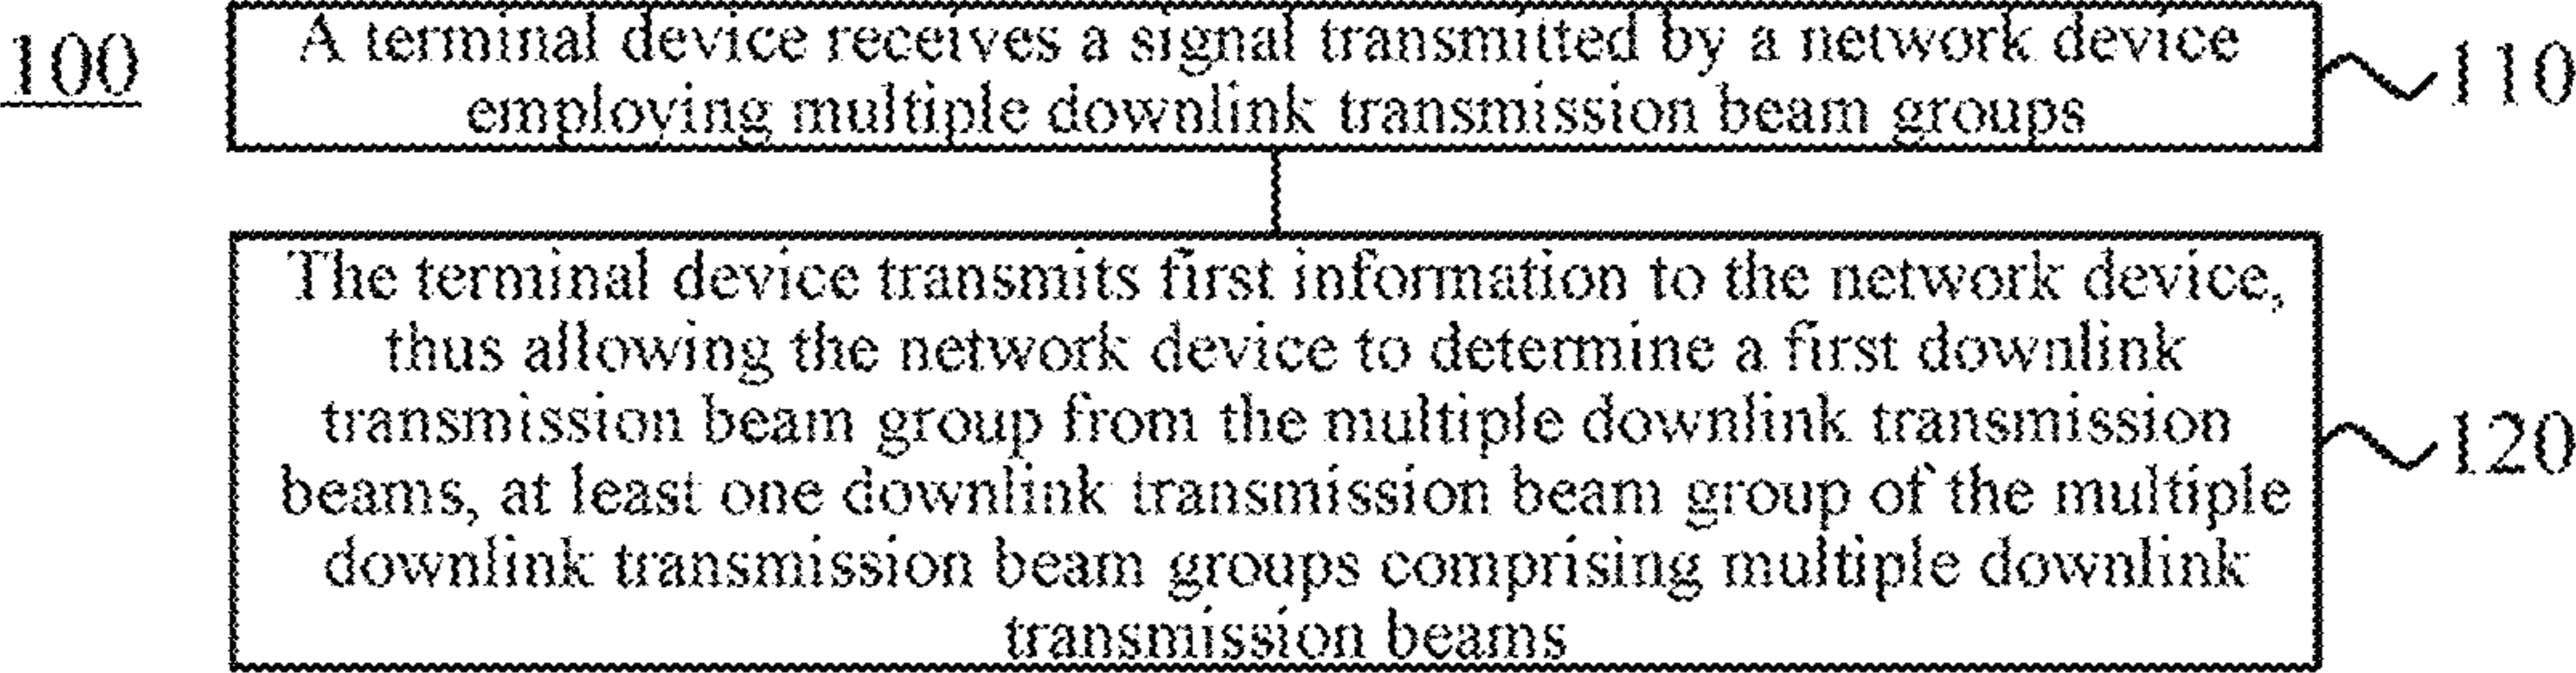 100
A terminal device receives a signal transmitted by a network device
employing multiple downlink transmission beam groups
110
The terminal device transmits first information to the network device,
thus allowing the network device to determine a first downlink
transmission beam group from the multiple downlink transmission
beams, at least one downlink transmission beam group of the multiple
downlink transmission beam groups comprising multiple downlink
transmission beams
120